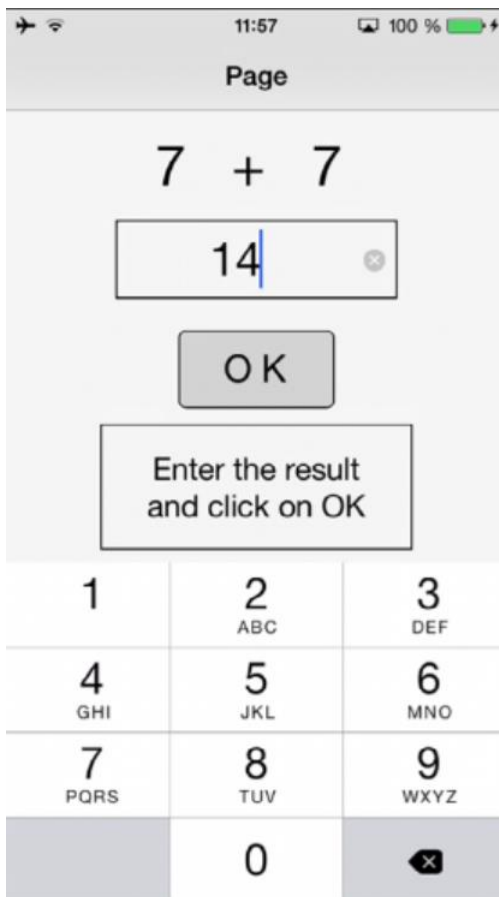 11:57 100 %
Page
7 + 7
14
OK
Enter the result
and click on OK
1 2 3
ABC DEF
4 5 6
GHI JKL MNO
7 8 9
PQRS TUV WXYZ
0